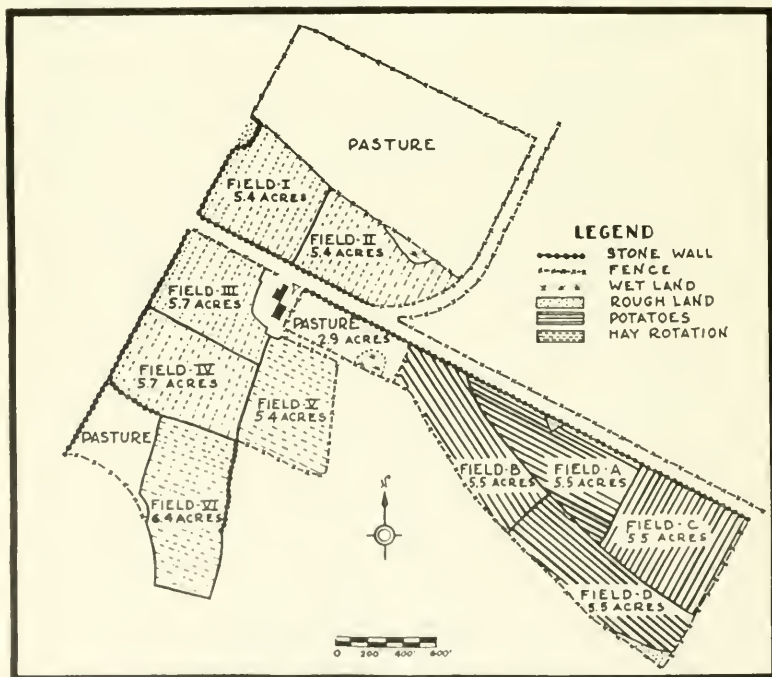 PASTURE
FIELD-I
5.4 ACRES
FIELD-II
5.4 ACRES
LEGEND
STONE WALL
FENCE
WET LAND
ROUGH LAND
POTATOES
HAY ROTATION
FIELD-III
5.7 ACRES
PASTURE
2.9 ACRES
FIELD-IV
5.7 ACRES
FIELD-V
5.4 ACRES
PASTURE
FIELD-VI
6.4 ACRES
FIELD-B
5.5 ACRES
FIELD-A
5.5 ACRES
FIELD-C
5.5 ACRES
FIELD-D
5.5 ACRES
N
0 200' 400' 600'